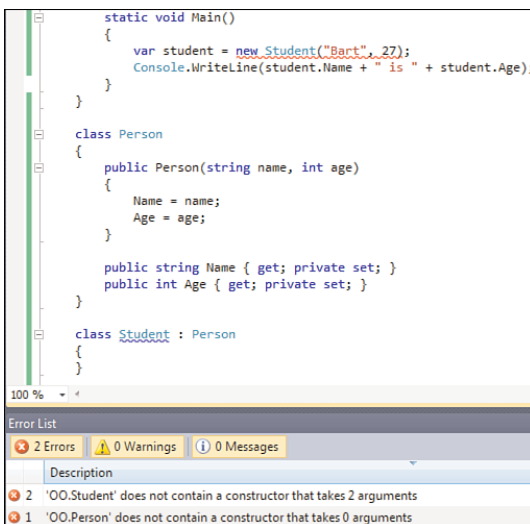 static void Main()
{
var student = new Student("Bart", 27);
Console.WriteLine(student.Name + " is " + student.Age);
}
}
class Person
{
public Person(string name, int age)
{
Name = name;
Age = age;
}
public string Name { get; private set; }
public int Age { get; private set; }
}
class Student : Person
{
}
100 %
Error List
2 Errors 0 Warnings 0 Messages
Description
2 'OO.Student' does not contain a constructor that takes 2 arguments
1 'OO.Person' does not contain a constructor that takes 0 arguments